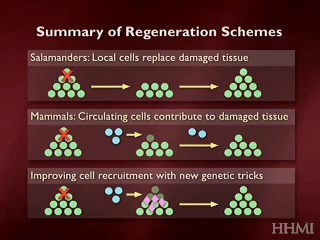 Summary of Regeneration Schemes
Salamanders: Local cells replace damaged tissue
Mammals: Circulating cells contribute to damaged tissue
Improving cell recruitment with new genetic tricks
HHMI